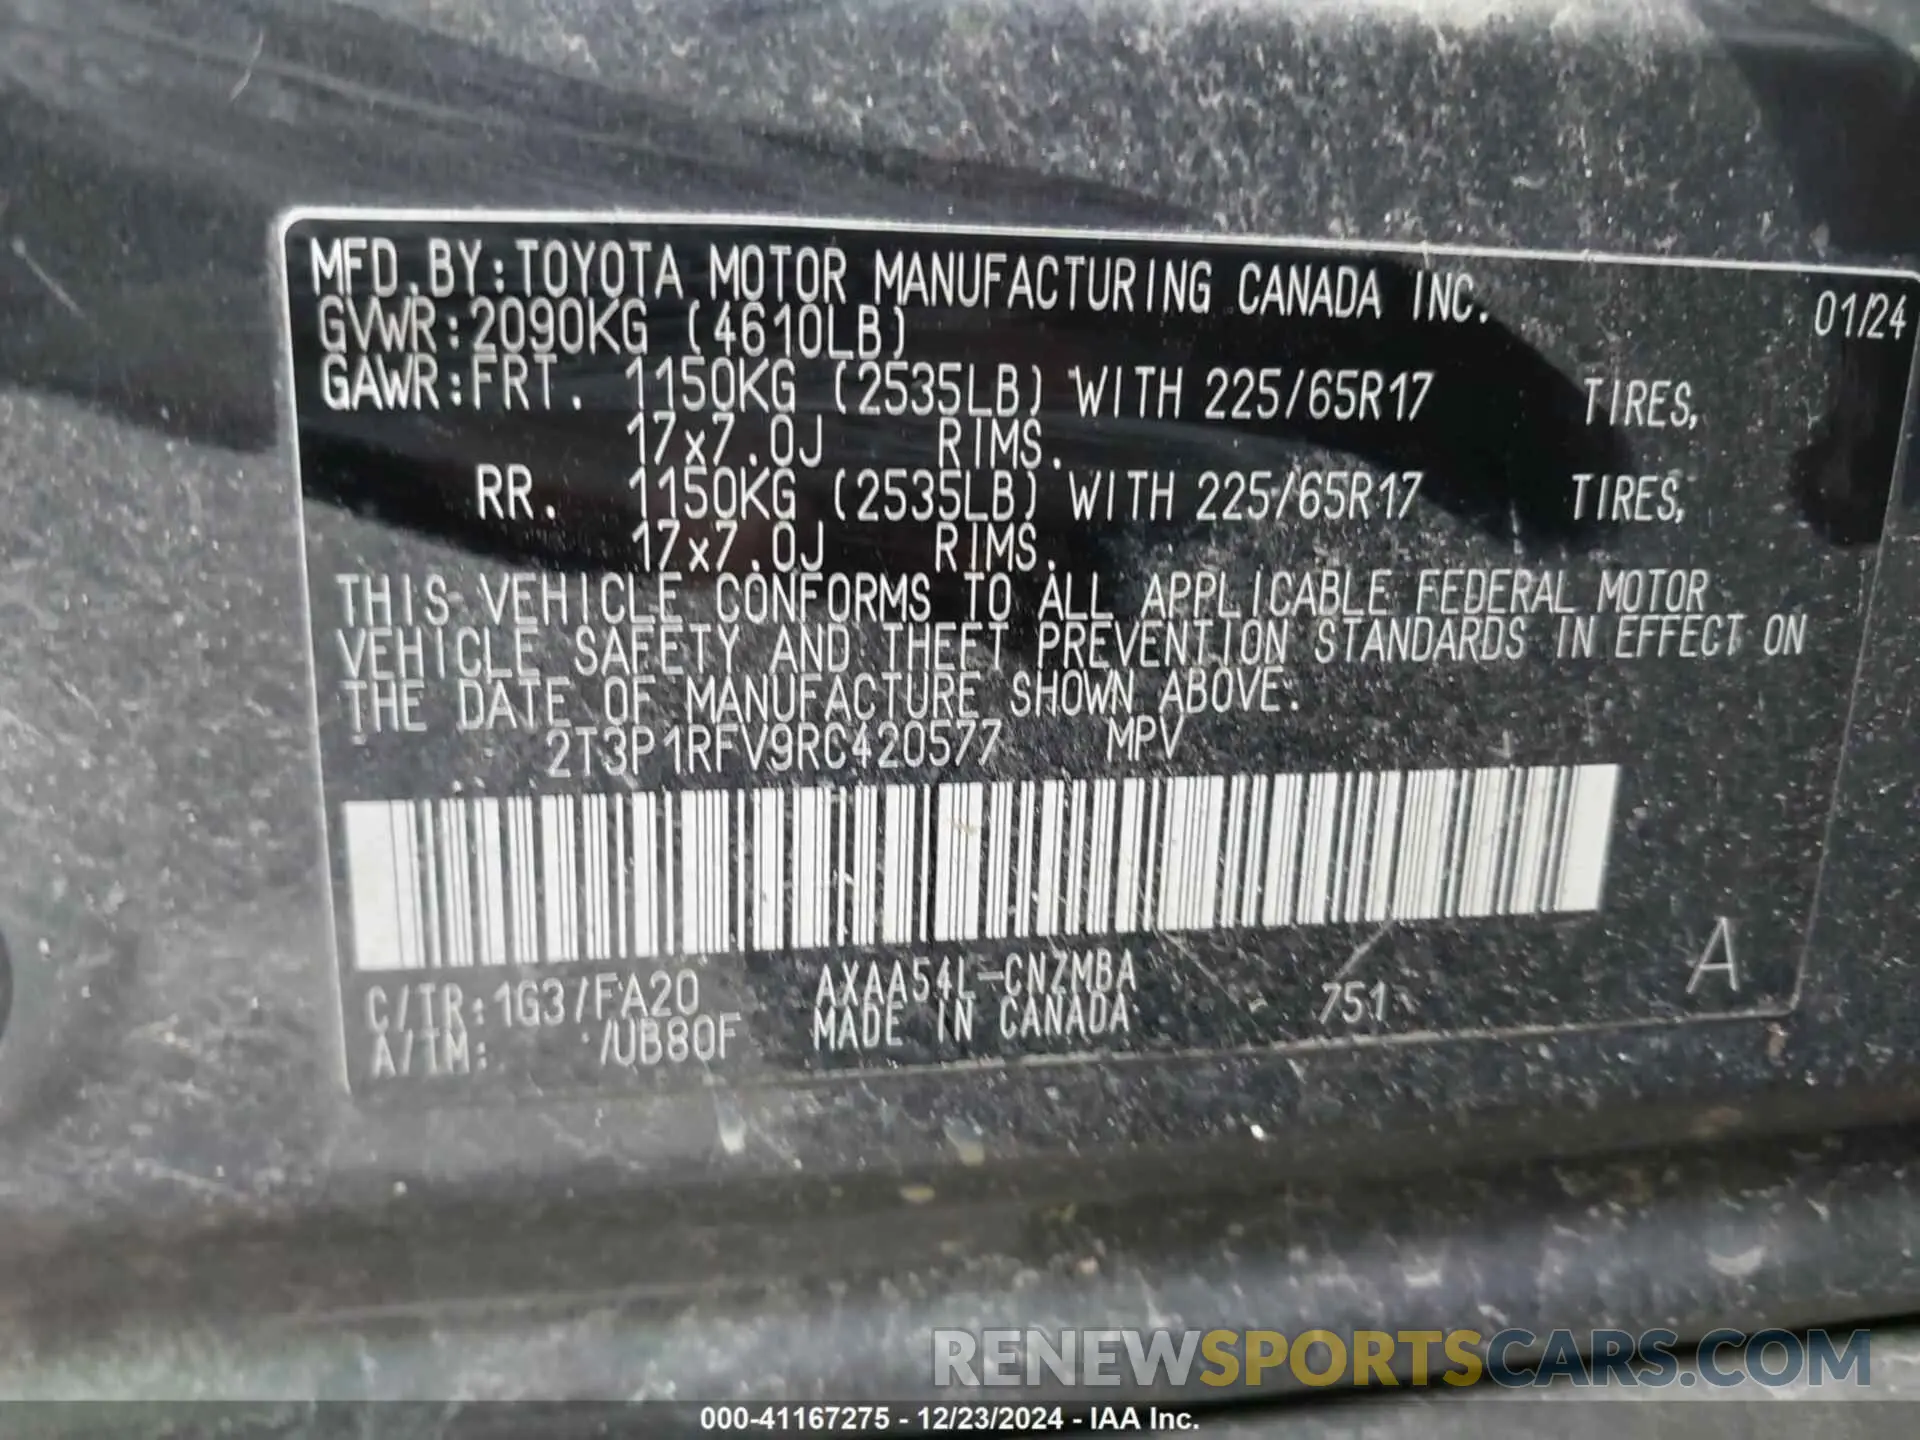 MFD. BY: TOYOTA MOTOR MANUFACTURING CANADA INC. 01/24
GVWR: 2090KG (4610LB)
GAWR: FRT. 1150KG (2535LB) WITH 225/65R17 TIRES,
17x7.0J RIMS.
RR. 1150KG (2535LB) WITH 225/65R17 TIRES,
17x7.0J RIMS.
THIS VEHICLE CONFORMS TO ALL APPLICABLE FEDERAL MOTOR
VEHICLE SAFETY AND THEFT PREVENTION STANDARDS IN EFFECT ON
THE DATE OF MANUFACTURE SHOWN ABOVE.
2T3P1RFV9RC420577 MPV
C/TR: 1G3/FA20 AXAA54L-CNZMBA 751 A
A/TM: /UB80F MADE IN CANADA
RENEWSPORTSCARS.COM
000-41167275 - 12/23/2024 - IAA Inc.